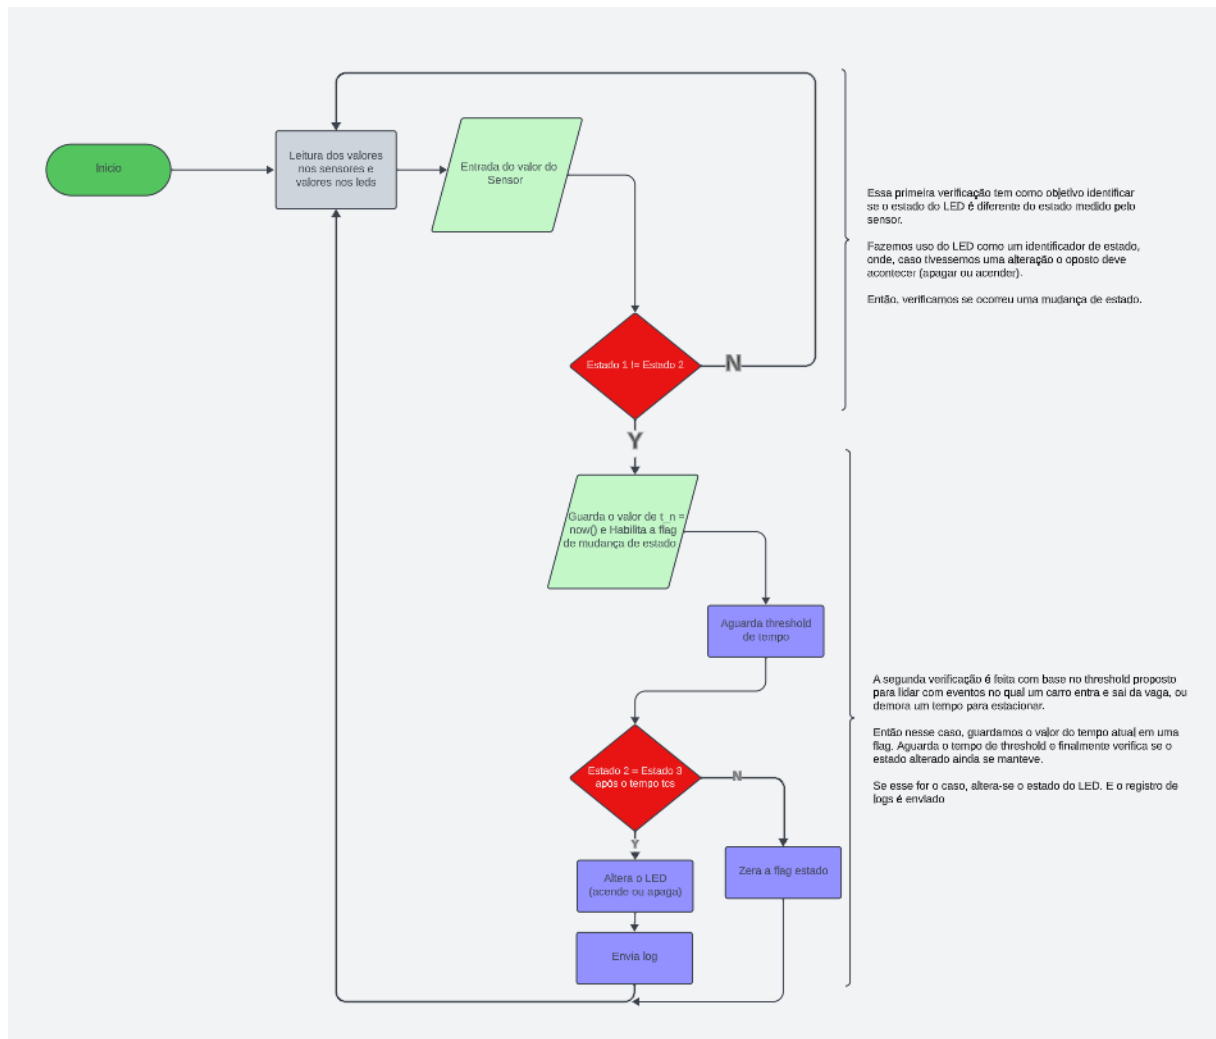 Inicio
Leitura dos valores
nos sensores e
valores nos leds
Entrada do valor do
Sensor
Essa primeira verificação tem como objetivo identificar
se o estado do LED é diferente do estado medido pelo
sensor.
Fazemos uso do LED como um identificador de estado,
onde, caso tivessemos uma alteração o oposto deve
acontecer (apagar ou acender).
Então, verificamos se ocorreu uma mudança de estado.
Estado 1 != Estado 2
N
Y
Guarda o valor de t_n =
now() e Habilita a flag
de mudança de estado
Aguarda threshold
de tempo
A segunda verificação é feita com base no threshold proposto
para lidar com eventos no qual um carro entra e sai da vaga, ou
demora um tempo para estacionar.
Então nesse caso, guardamos o valor do tempo atual em uma
flag. Aguarda o tempo de threshold e finalmente verifica se o
estado alterado ainda se manteve.
Se esse for o caso, altera-se o estado do LED. E o registro de
logs é enviado
Estado 2 = Estado 3
após o tempo tcs
N
Y
Altera o LED
(acende ou apaga)
Zera a flag estado
Envia log